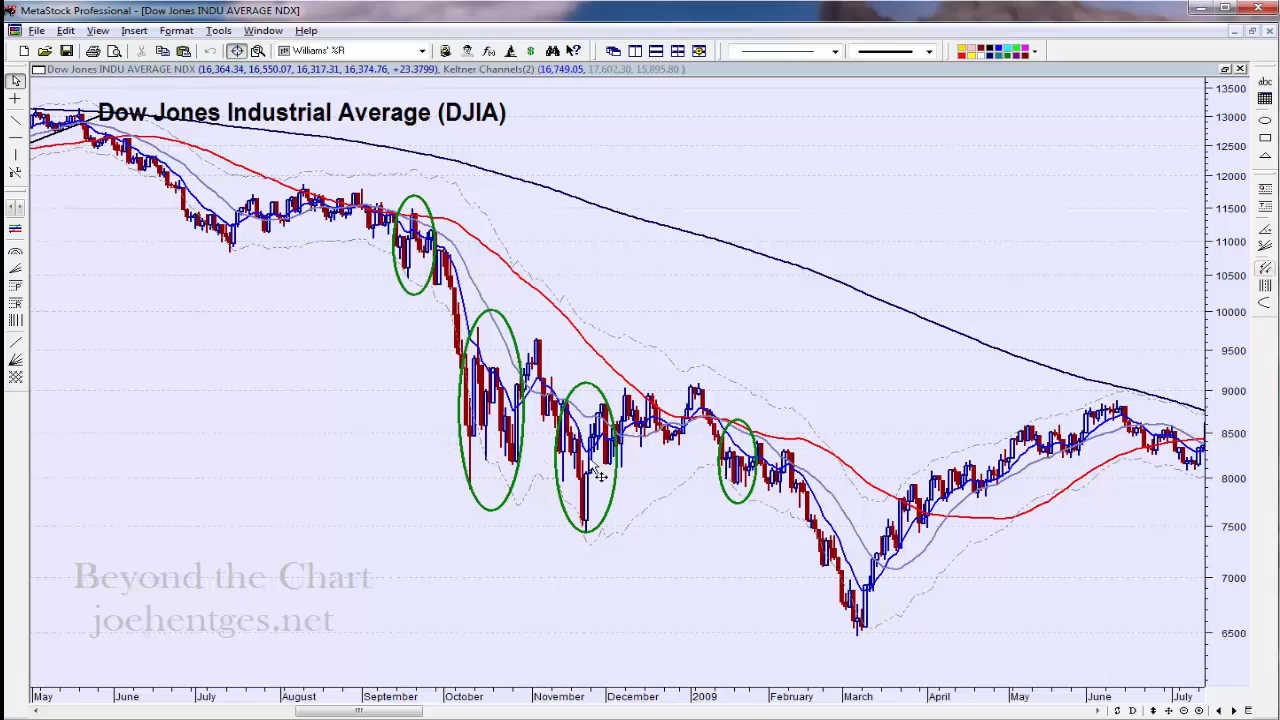 MetaStock Professional - [Dow Jones INDU AVERAGE NDX]
File Edit View Insert Format Tools Window Help
Williams' %R
Dow Jones INDU AVERAGE NDX (16,364.34, 16,550.07, 16,317.31, 16,374.76, +23.3799), Keltner Channels(2) (16,749.05, 17,602.30, 15,895.80 )
Dow Jones Industrial Average (DJIA)
abc
13500
13000
12500
12000
11500
11000
10500
10000
9500
9000
8500
8000
7500
7000
6500
Beyond the Chart
joehentges.net
May June July August September October November December 2009 February March April May June July
D